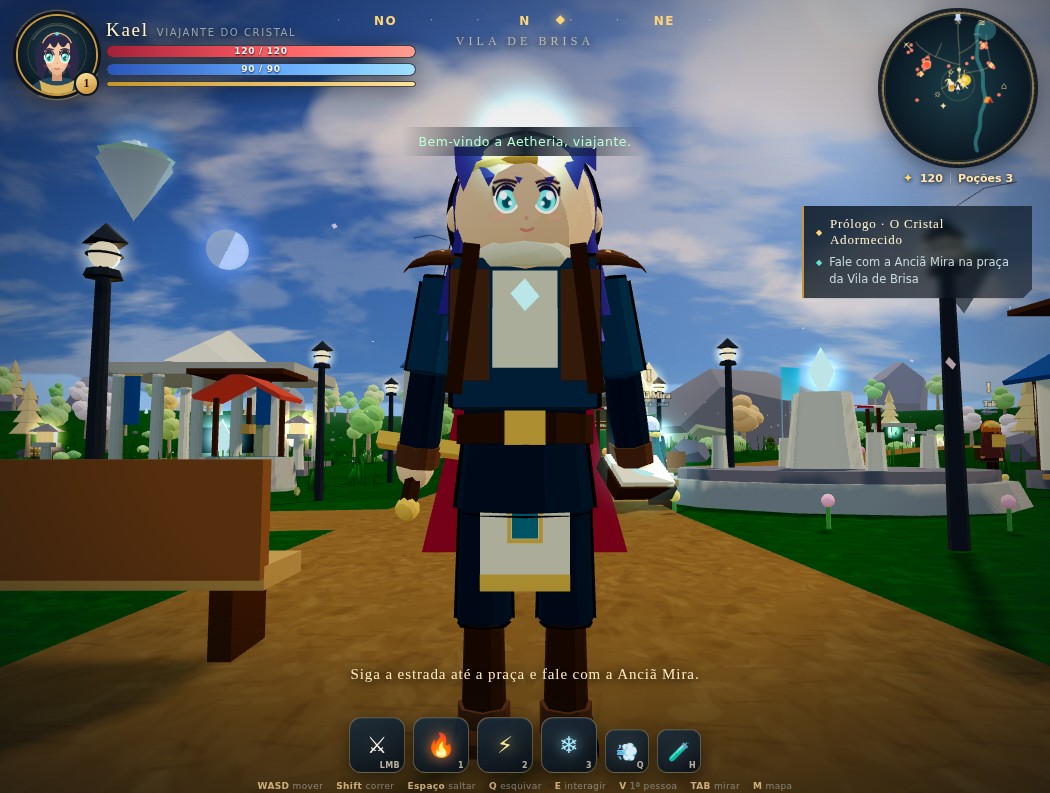 NO N NE
Kael VIAJANTE DO CRISTAL
VILA DE BRISA
120 / 120
90 / 90
1
Bem-vindo a Aetheria, viajante.
120 Poções 3
Prólogo · O Cristal
Adormecido
Fale com a Anciã Mira na praça
da Vila de Brisa
Siga a estrada até a praça e fale com a Anciã Mira.
LMB 1 2 3 Q H
WASD mover Shift correr Espaço saltar Q esquivar E interagir V 1ª pessoa TAB mirar M mapa